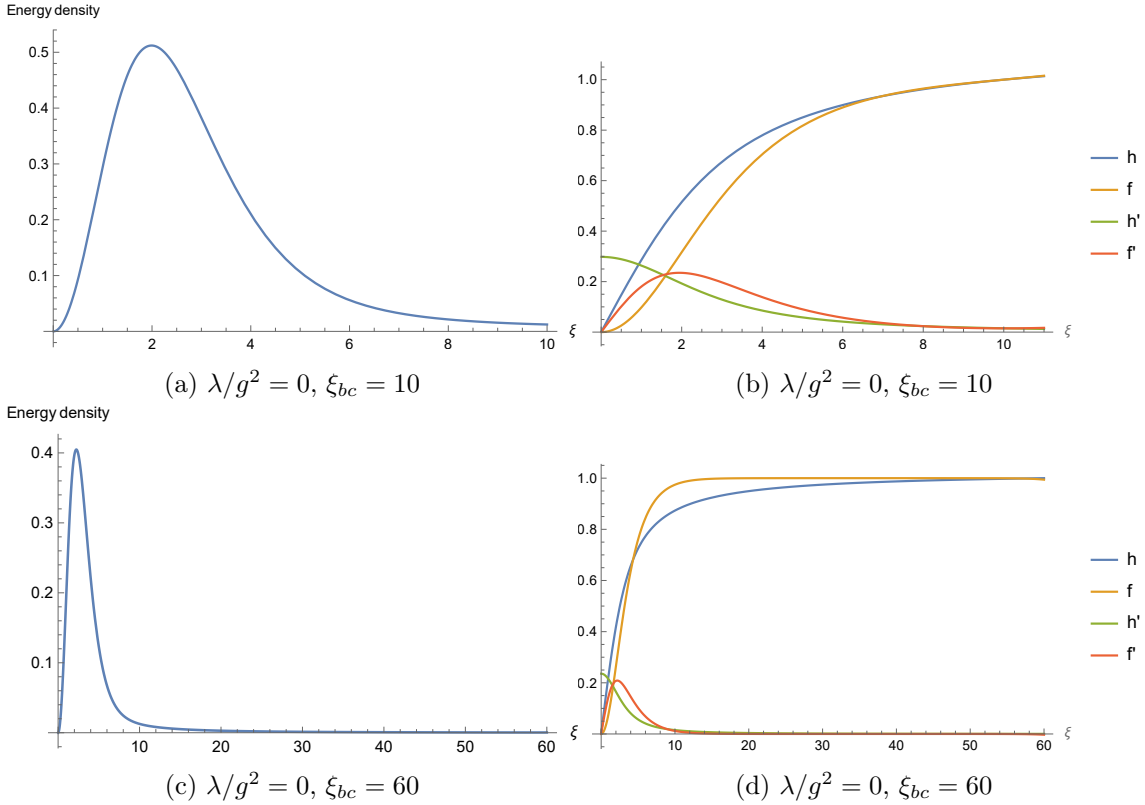 Energy density
0.5
0.4
0.3
0.2
0.1
2
4
6
8
10
ξ
(a) λ/g² = 0, ξ_bc = 10
1.0
0.8
0.6
0.4
0.2
0.0
2
4
6
8
10
ξ
h
f
h'
f'
(b) λ/g² = 0, ξ_bc = 10
Energy density
0.4
0.3
0.2
0.1
10
20
30
40
50
60
ξ
(c) λ/g² = 0, ξ_bc = 60
1.0
0.8
0.6
0.4
0.2
0.0
10
20
30
40
50
60
ξ
h
f
h'
f'
(d) λ/g² = 0, ξ_bc = 60